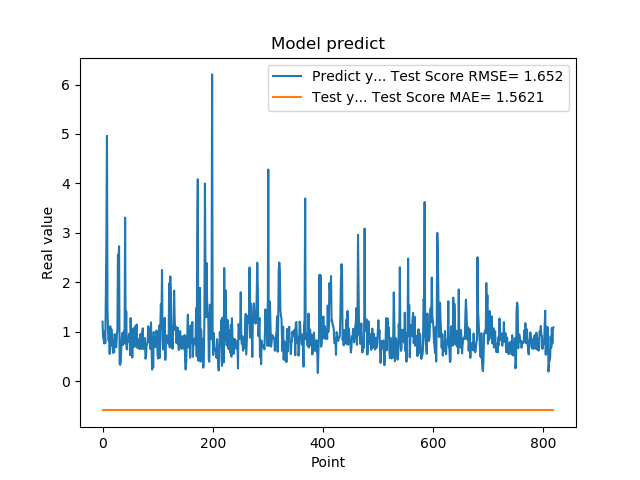 Model predict
Predict y... Test Score RMSE= 1.652
Test y... Test Score MAE= 1.5621
6
5
4
3
2
1
0
Real value
0 200 400 600 800
Point